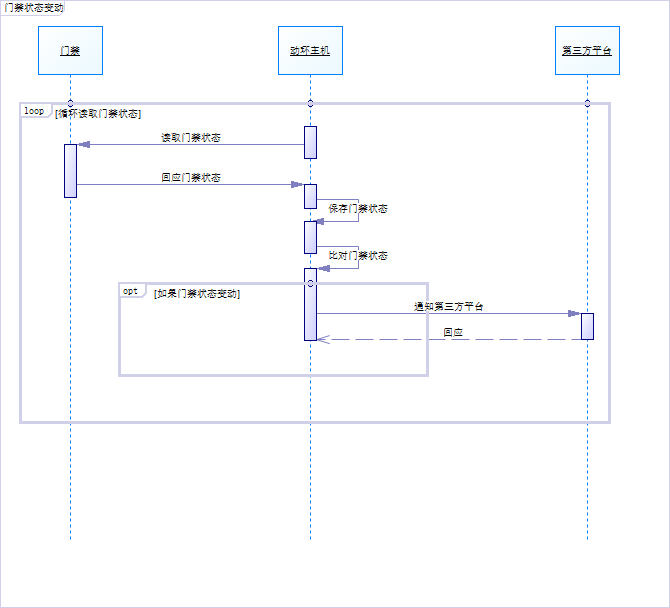 门禁状态变动
门禁
动环主机
第三方平台
loop
[循环读取门禁状态]
读取门禁状态
回应门禁状态
保存门禁状态
比对门禁状态
opt
[如果门禁状态变动]
通知第三方平台
回应